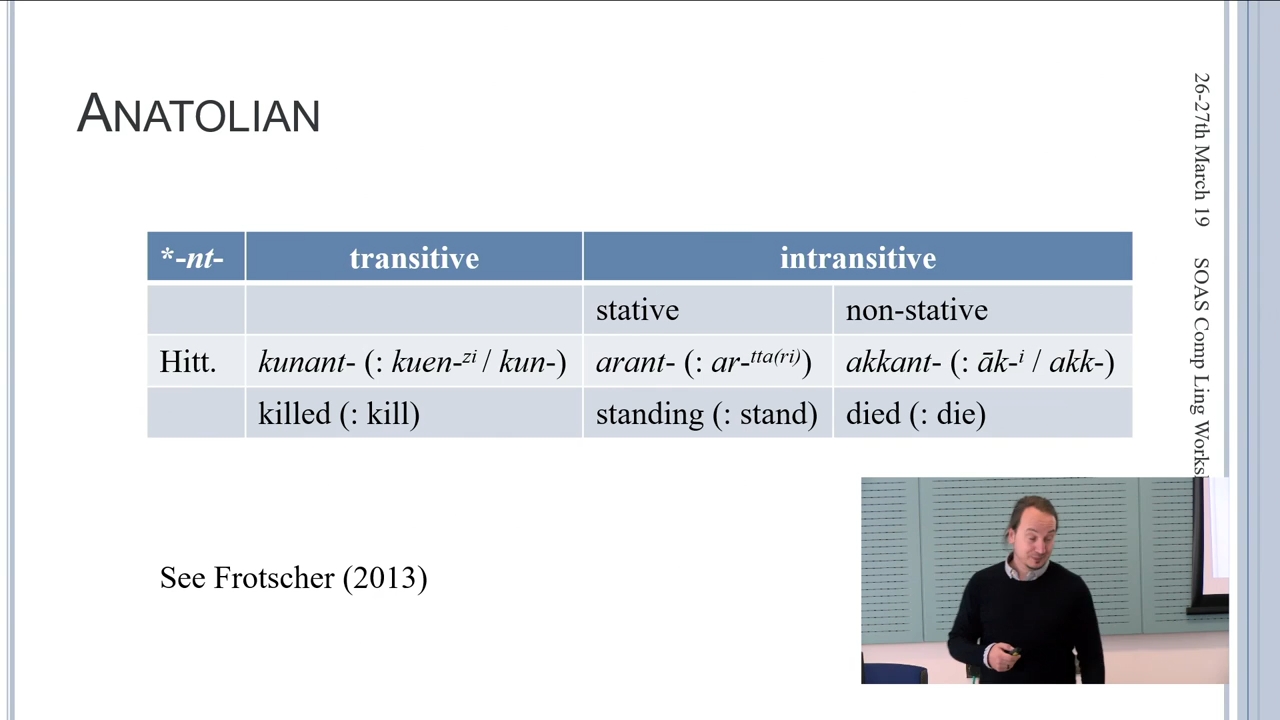 ANATOLIAN
*-nt- transitive intransitive
stative non-stative
Hitt. kunant- (: kuen-zi / kun-) arant- (: ar-tta(ri)) akkant- (: āk-i / akk-)
killed (: kill) standing (: stand) died (: die)
See Frotscher (2013)
26-27th March 19 SOAS Comp Ling